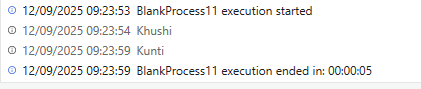 12/09/2025 09:23:53 BlankProcess11 execution started
12/09/2025 09:23:54 Khushi
12/09/2025 09:23:59 Kunti
12/09/2025 09:23:59 BlankProcess11 execution ended in: 00:00:05